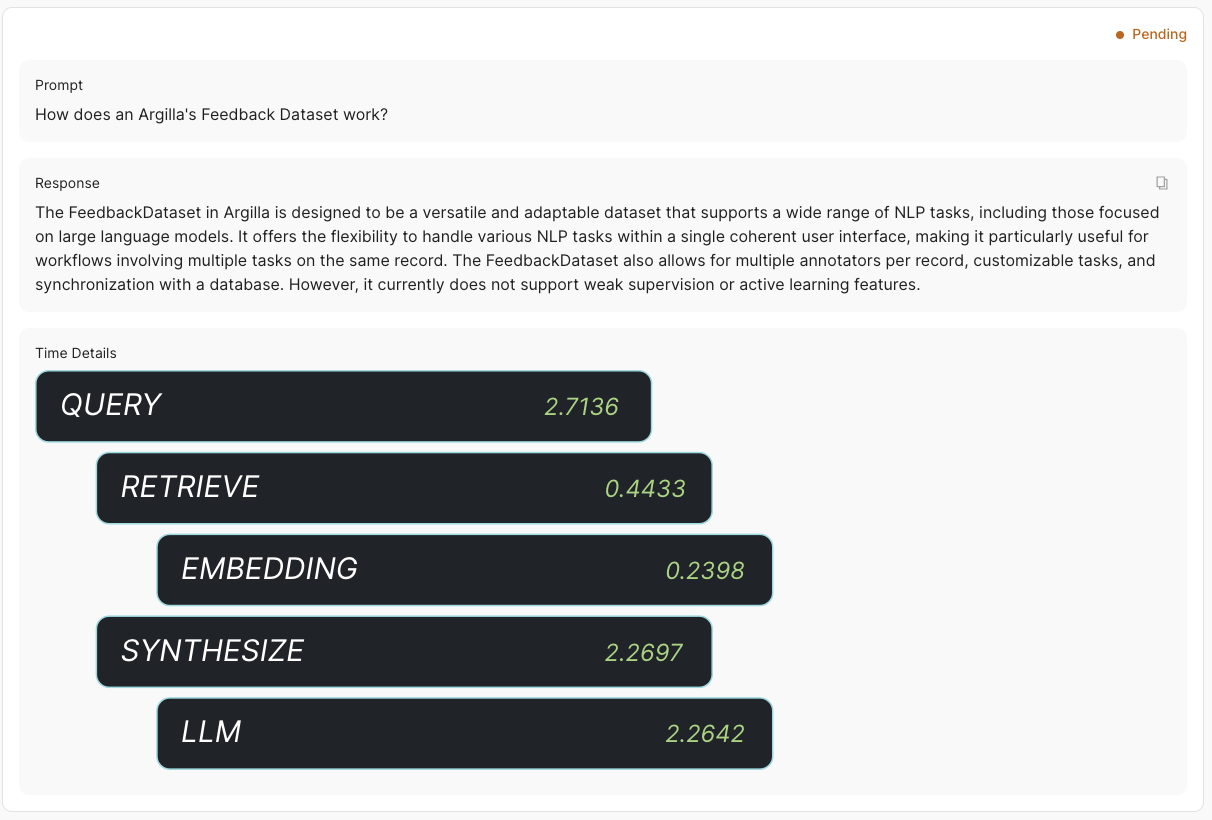 Pending
Prompt
How does an Argilla's Feedback Dataset work?
Response
The FeedbackDataset in Argilla is designed to be a versatile and adaptable dataset that supports a wide range of NLP tasks, including those focused
on large language models. It offers the flexibility to handle various NLP tasks within a single coherent user interface, making it particularly useful for
workflows involving multiple tasks on the same record. The FeedbackDataset also allows for multiple annotators per record, customizable tasks, and
synchronization with a database. However, it currently does not support weak supervision or active learning features.
Time Details
QUERY 2.7136
RETRIEVE 0.4433
EMBEDDING 0.2398
SYNTHESIZE 2.2697
LLM 2.2642